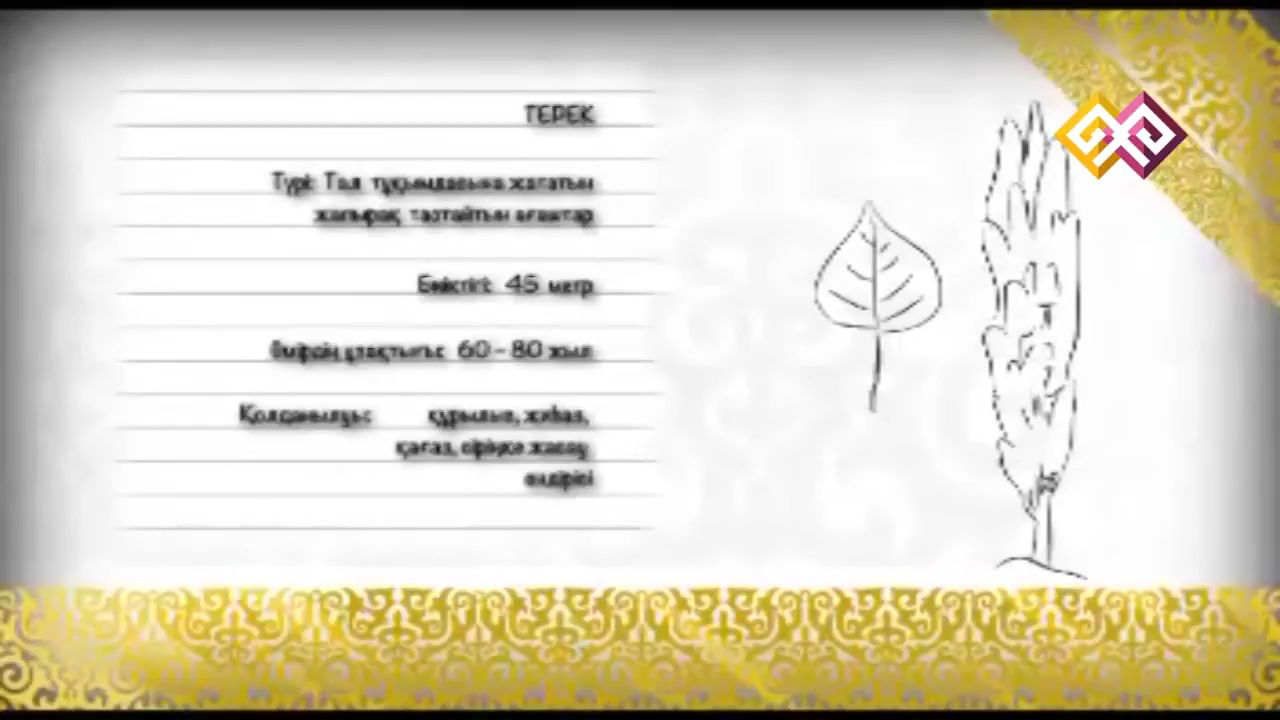 ТЕРЕК
Түрі: Тал тұқымдасына жататын
жапырақ тастайтын ағаштар
Биіктігі: 45 метр
Өмірдің ұзақтығы: 60 – 80 жыл
Қолданылуы: құрылыс, жиһаз,
қағаз, сіріңке жасау
өндірісі